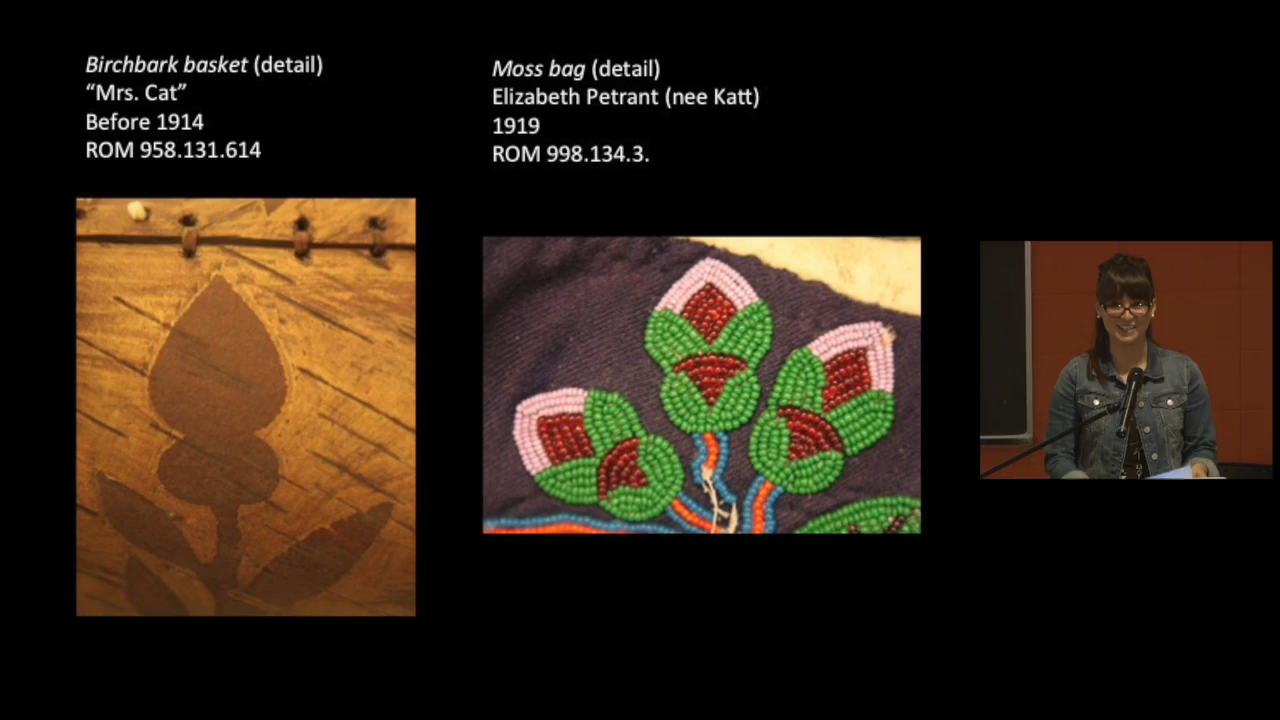 Birchbark basket (detail)
“Mrs. Cat”
Before 1914
ROM 958.131.614
Moss bag (detail)
Elizabeth Petrant (nee Katt)
1919
ROM 998.134.3.